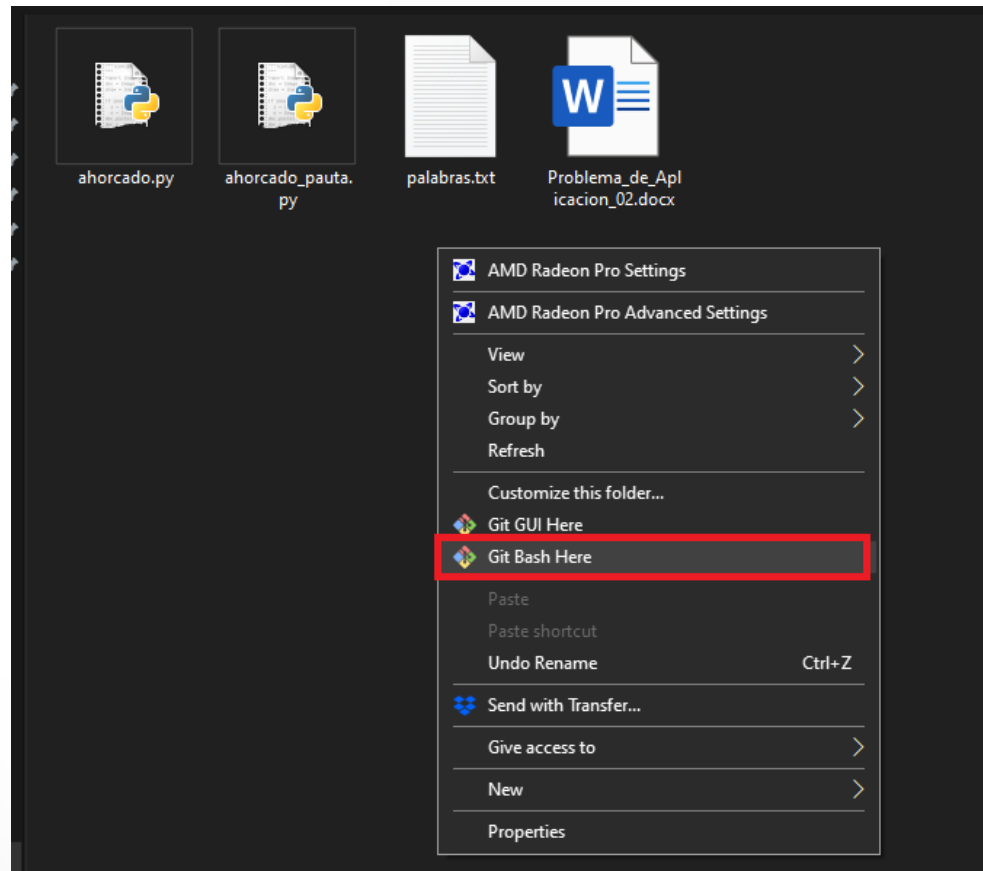 ahorcado.py
ahorcado_pauta.
py
palabras.txt
Problema_de_Apl
icacion_02.docx
W
AMD Radeon Pro Settings
AMD Radeon Pro Advanced Settings
View
Sort by
Group by
Refresh
Customize this folder...
Git GUI Here
Git Bash Here
Paste
Paste shortcut
Undo Rename Ctrl+Z
Send with Transfer...
Give access to
New
Properties